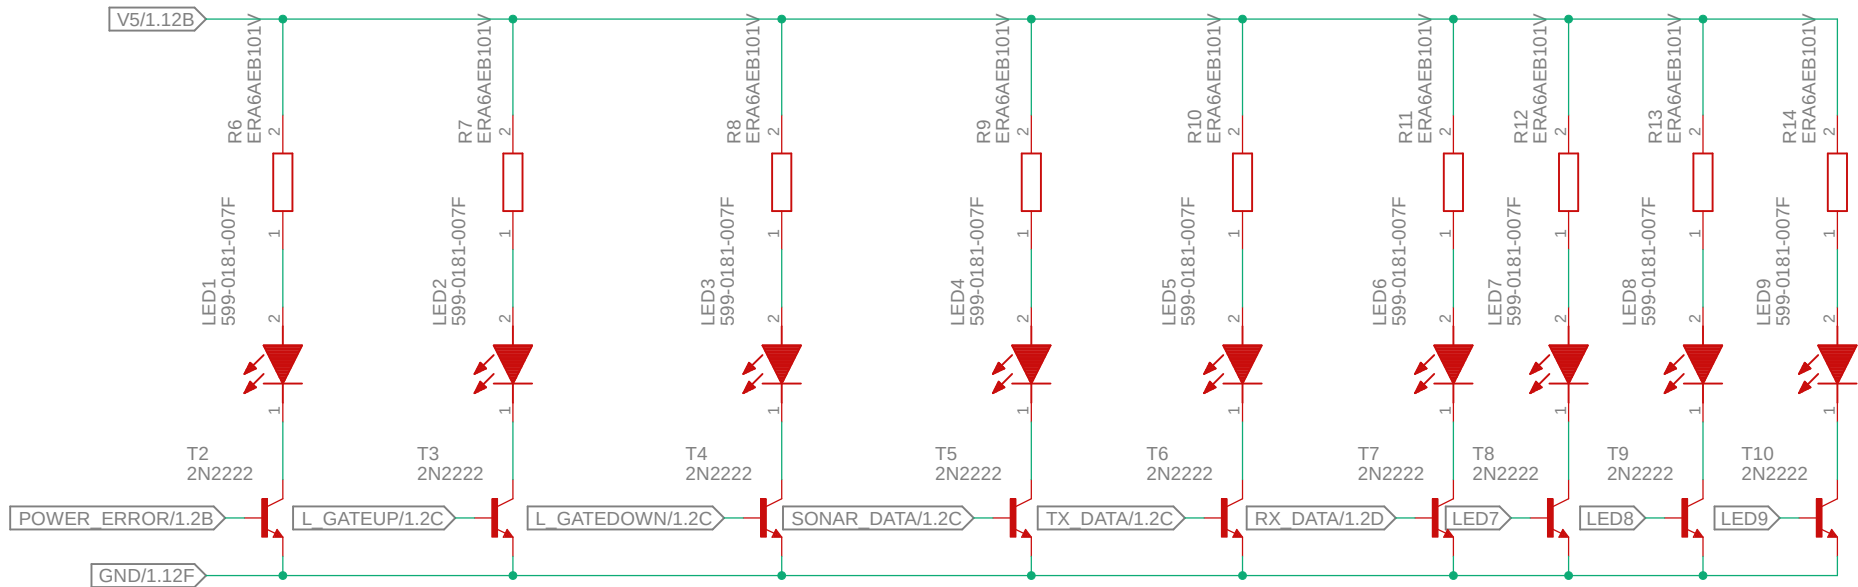 V5/1.12B
R6
ERA6AEB101V
2
1
R7
ERA6AEB101V
2
1
R8
ERA6AEB101V
2
1
R9
ERA6AEB101V
2
1
R10
ERA6AEB101V
2
1
R11
ERA6AEB101V
2
1
R12
ERA6AEB101V
2
1
R13
ERA6AEB101V
2
1
R14
ERA6AEB101V
2
1
LED1
599-0181-007F
2
1
LED2
599-0181-007F
2
1
LED3
599-0181-007F
2
1
LED4
599-0181-007F
2
1
LED5
599-0181-007F
2
1
LED6
599-0181-007F
2
1
LED7
599-0181-007F
2
1
LED8
599-0181-007F
2
1
LED9
599-0181-007F
2
1
T2
2N2222
T3
2N2222
T4
2N2222
T5
2N2222
T6
2N2222
T7
2N2222
T8
2N2222
T9
2N2222
T10
2N2222
POWER_ERROR/1.2B
L_GATEUP/1.2C
L_GATEDOWN/1.2C
SONAR_DATA/1.2C
TX_DATA/1.2C
RX_DATA/1.2D
LED7
LED8
LED9
GND/1.12F